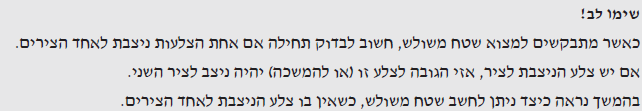 שימו לב!
כאשר מתבקשים למצוא שטח משולש, חשוב לבדוק תחילה אם אחת הצלעות ניצבת לאחד הצירים.
אם יש צלע הניצבת לציר, אזי הגובה לצלע זו (או להמשכה) יהיה ניצב לציר השני.
בהמשך נראה כיצד ניתן לחשב שטח משולש, כשאין בו צלע הניצבת לאחד הצירים.